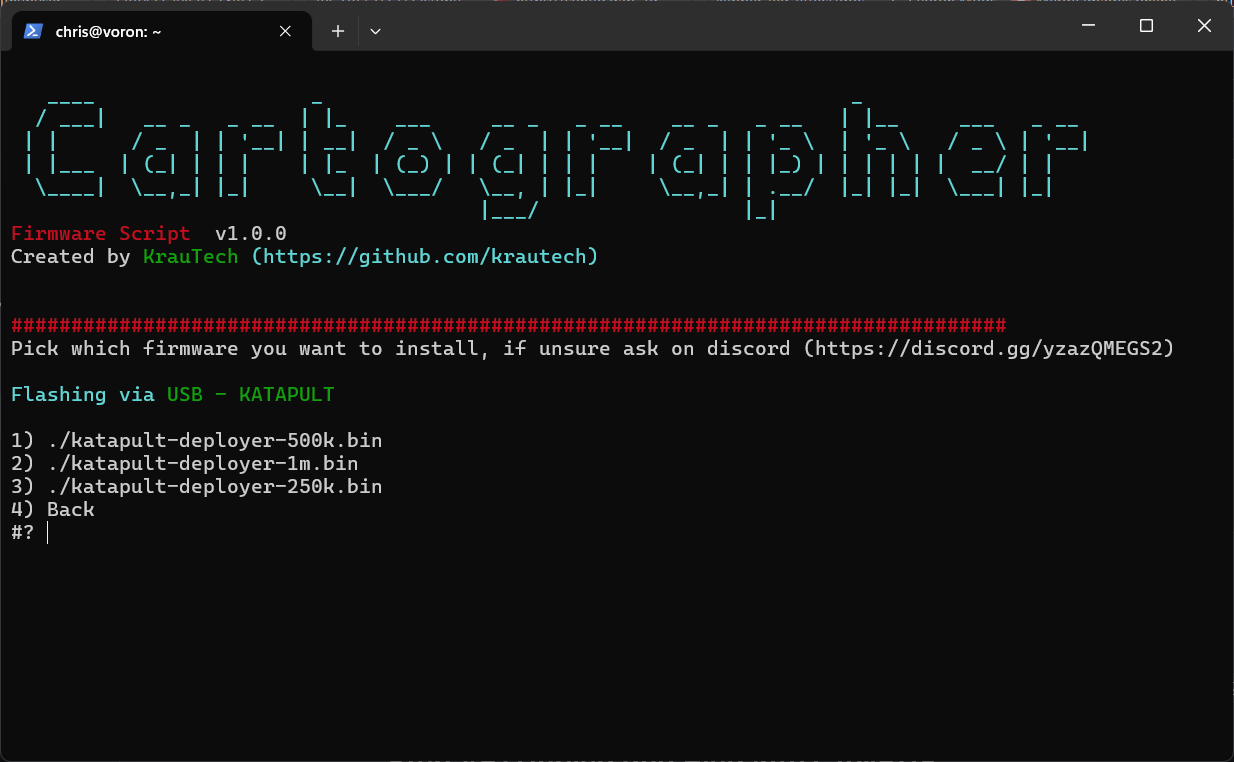 chris@voron: ~
Cartographer
Firmware Script v1.0.0
Created by KrauTech (https://github.com/krautech)
###################################################################################
Pick which firmware you want to install, if unsure ask on discord (https://discord.gg/yzazQMEGS2)
Flashing via USB - KATAPULT
1) ./katapult-deployer-500k.bin
2) ./katapult-deployer-1m.bin
3) ./katapult-deployer-250k.bin
4) Back
#?